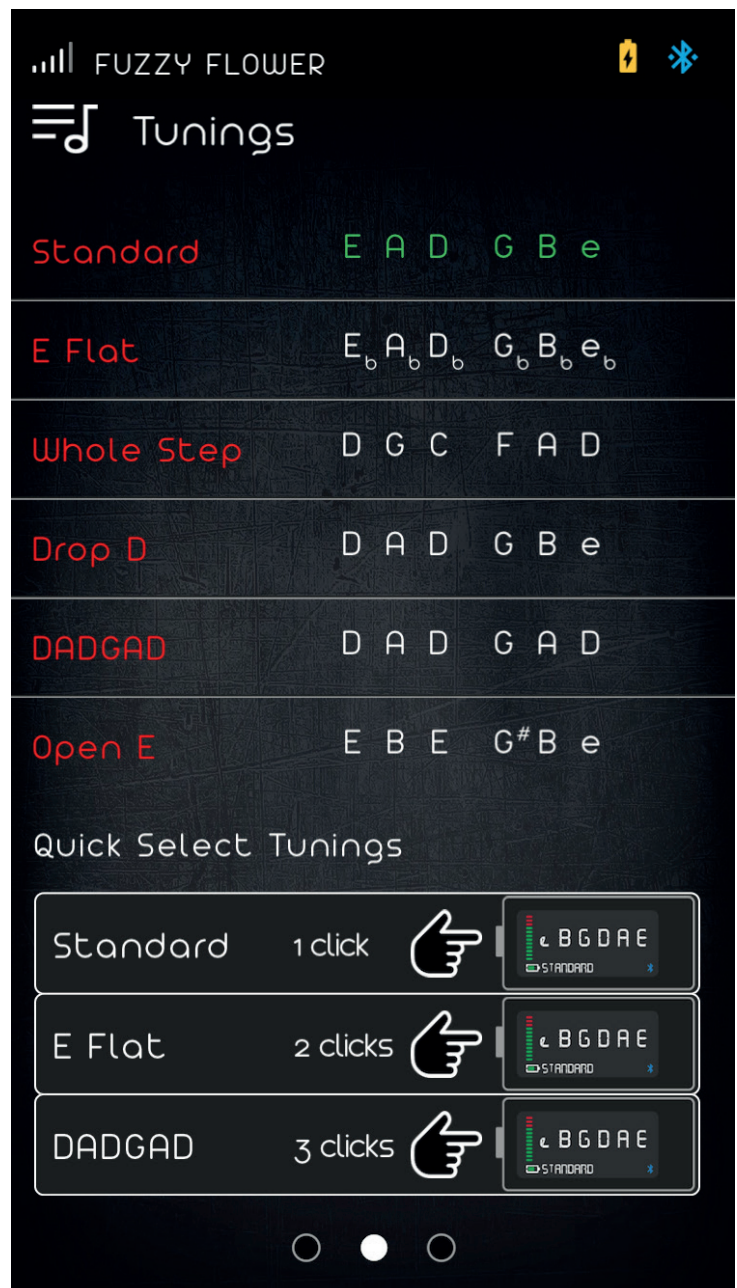 FUZZY FLOWER
Tunings
Standard E A D G B e
E Flat E♭ A♭ D♭ G♭ B♭ e♭
Whole Step D G C F A D
Drop D D A D G B e
DADGAD D A D G A D
Open E E B E G# B e
Quick Select Tunings
Standard 1 click e B G D A E
STANDARD
E Flat 2 clicks e B G D A E
STANDARD
DADGAD 3 clicks e B G D A E
STANDARD